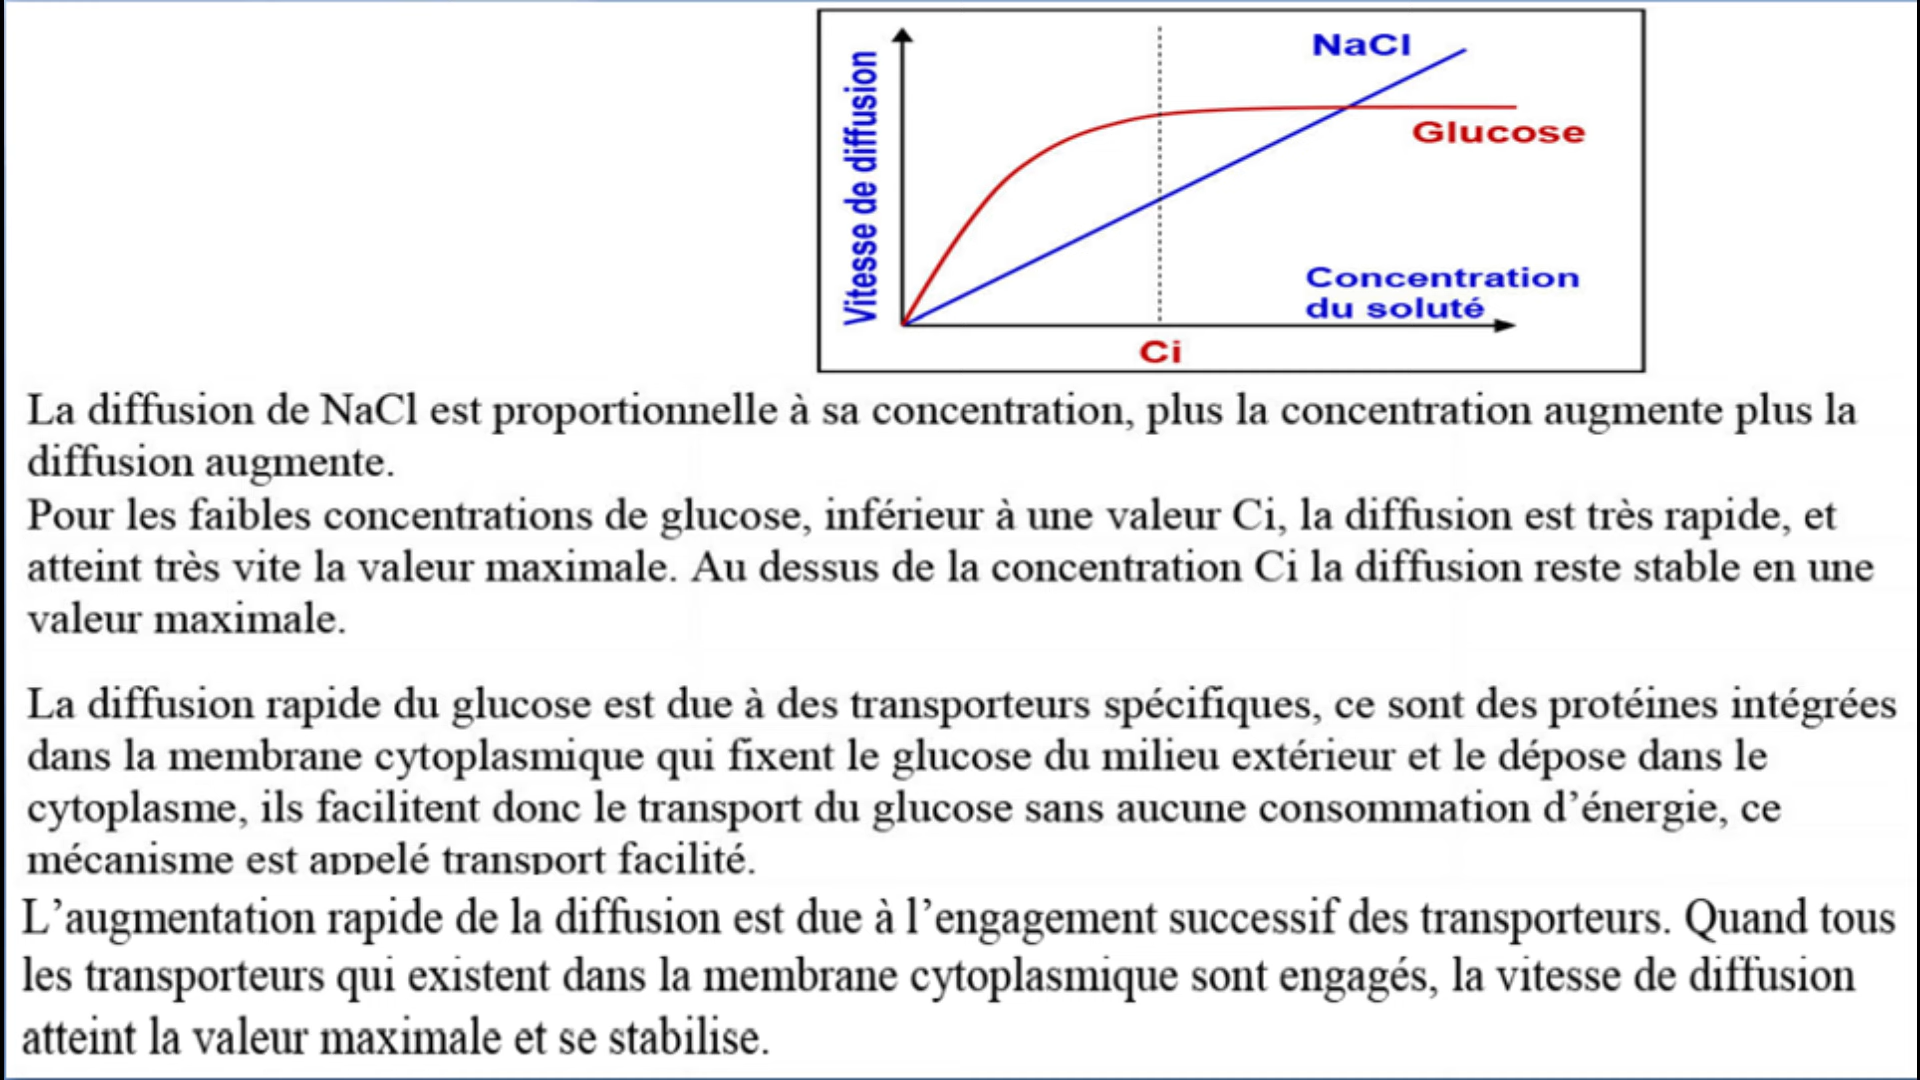 NaCl
Vitesse de diffusion
Glucose
Concentration
du soluté
Ci
La diffusion de NaCl est proportionnelle à sa concentration, plus la concentration augmente plus la
diffusion augmente.
Pour les faibles concentrations de glucose, inférieur à une valeur Ci, la diffusion est très rapide, et
atteint très vite la valeur maximale. Au dessus de la concentration Ci la diffusion reste stable en une
valeur maximale.
La diffusion rapide du glucose est due à des transporteurs spécifiques, ce sont des protéines intégrées
dans la membrane cytoplasmique qui fixent le glucose du milieu extérieur et le dépose dans le
cytoplasme, ils facilitent donc le transport du glucose sans aucune consommation d’énergie, ce
mécanisme est appelé transport facilité.
L’augmentation rapide de la diffusion est due à l’engagement successif des transporteurs. Quand tous
les transporteurs qui existent dans la membrane cytoplasmique sont engagés, la vitesse de diffusion
atteint la valeur maximale et se stabilise.